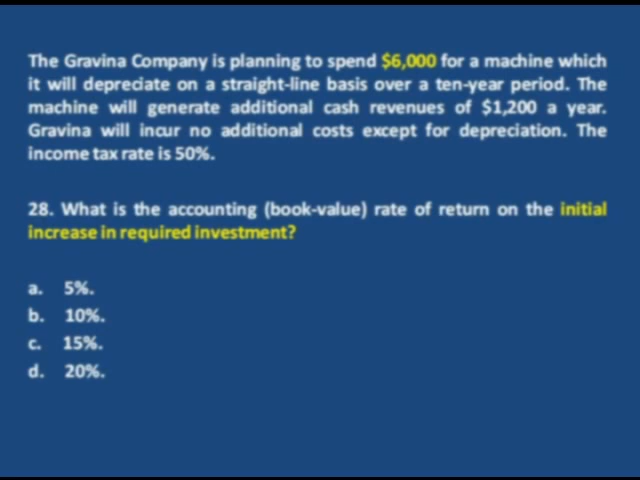 The Gravina Company is planning to spend $6,000 for a machine which
it will depreciate on a straight-line basis over a ten-year period. The
machine will generate additional cash revenues of $1,200 a year.
Gravina will incur no additional costs except for depreciation. The
income tax rate is 50%.
28. What is the accounting (book-value) rate of return on the initial
increase in required investment?
a. 5%.
b. 10%.
c. 15%.
d. 20%.